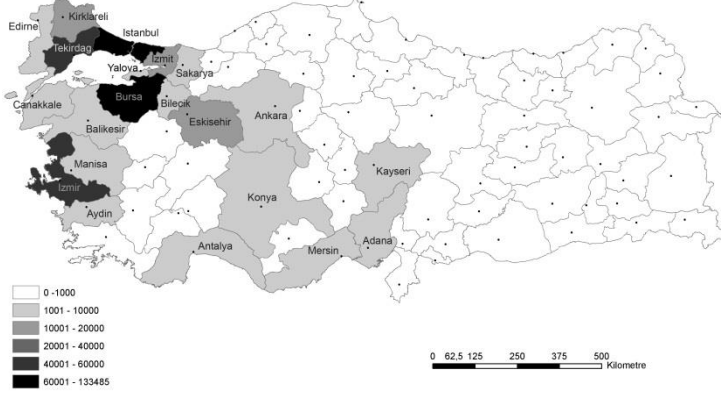 Edirne
Kirklareli
Istanbul
Tekirdag
Yalova
Izmit
Sakarya
Canakkale
Bursa
Bilecik
Balikesir
Eskisehir
Ankara
Manisa
Izmir
Aydin
Kayseri
Konya
Antalya
Mersin
Adana
0 -1000
1001 - 10000
10001 - 20000
20001 - 40000
40001 - 60000
60001 - 133485
0 62,5 125 250 375 500
Kilometre